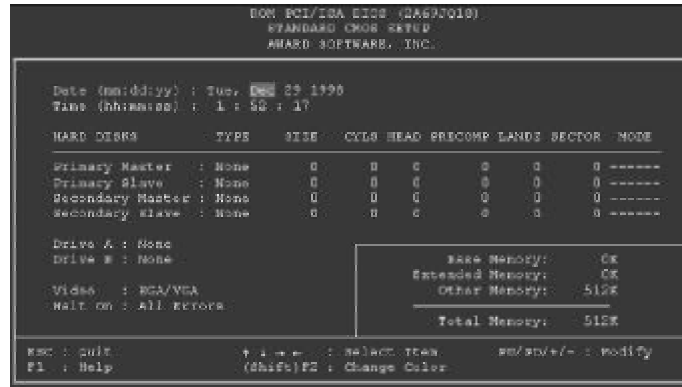 ROM PCI/ISA BIOS (2A69JQ1B)
STANDARD CMOS SETUP
AWARD SOFTWARE, INC.
Date (mm:dd:yy) : Tue, Dec 29 1998
Time (hh:mm:ss) : 1 : 52 : 17
HARD DISKS TYPE SIZE CYLS HEAD PRECOMP LANDZ SECTOR MODE
Primary Master : None 0 0 0 0 0 0 ------
Primary Slave : None 0 0 0 0 0 0 ------
Secondary Master : None 0 0 0 0 0 0 ------
Secondary Slave : None 0 0 0 0 0 0 ------
Drive A : None
Drive B : None
Video : EGA/VGA
Halt On : All Errors
Base Memory: 0K
Extended Memory: 0K
Other Memory: 512K
Total Memory: 512K
ESC : Quit ↑ ↓ → ← : Select Item PU/PD/+/- : Modify
F1 : Help (Shift)F2 : Change Color